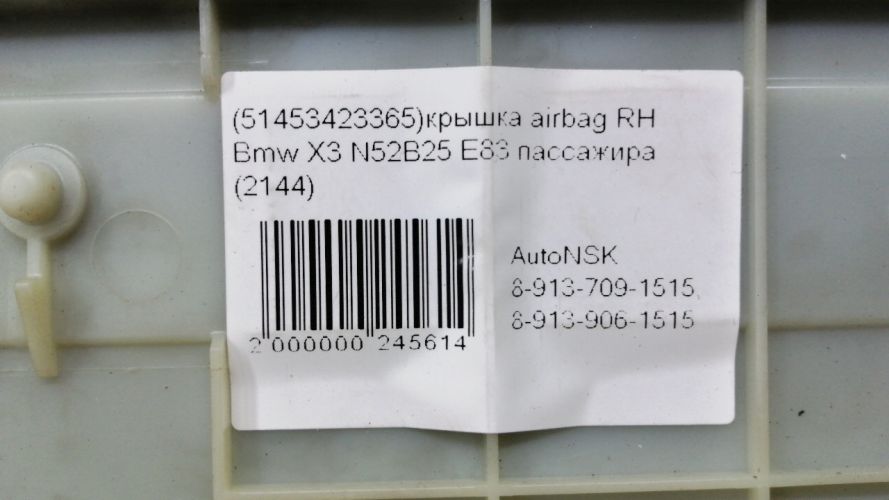 (51453423365)крышка airbag RH
Bmw X3 N52B25 E83 пассажира
(2144)
AutoNSK
8-913-709-1515,
8-913-906-1515
2 000000 245614